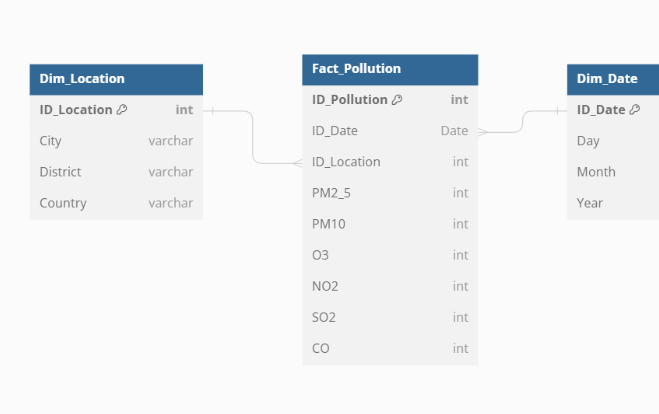 Dim_Location
ID_Location int
City varchar
District varchar
Country varchar
Fact_Pollution
ID_Pollution int
ID_Date Date
ID_Location int
PM2_5 int
PM10 int
O3 int
NO2 int
SO2 int
CO int
Dim_Date
ID_Date
Day
Month
Year